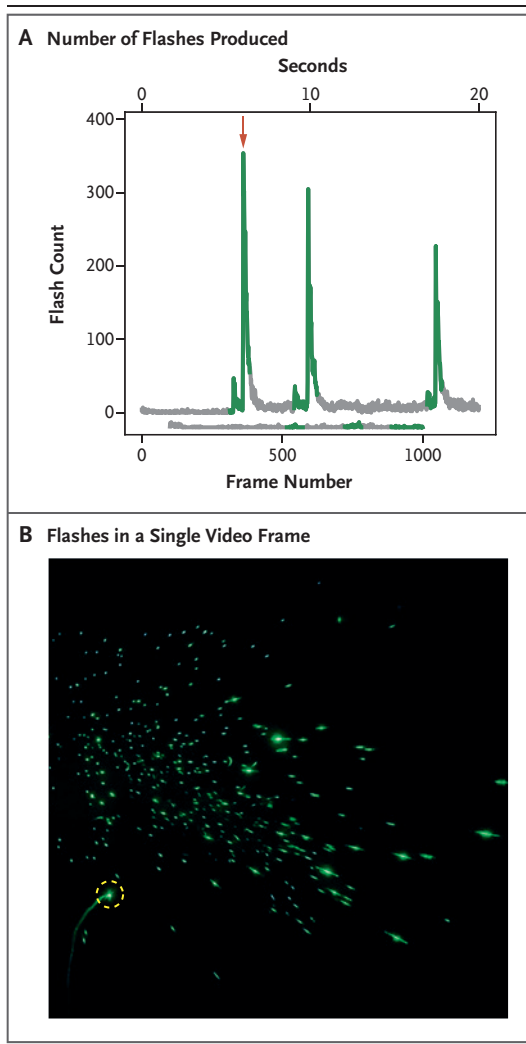 A Number of Flashes Produced
Seconds
0 10 20
400
300
200
100
0
Flash Count
0 500 1000
Frame Number
B Flashes in a Single Video Frame